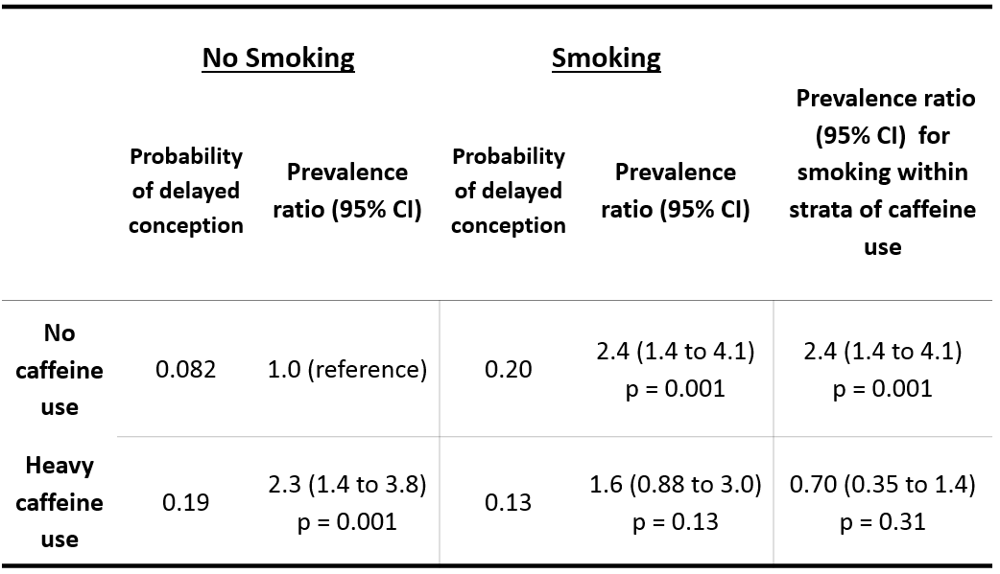 No Smoking
Smoking
Probability
of delayed
conception
Prevalence
ratio (95% CI)
Probability
of delayed
conception
Prevalence
ratio (95% CI)
Prevalence ratio
(95% CI) for
smoking within
strata of caffeine
use
No
caffeine
use
0.082
1.0 (reference)
0.20
2.4 (1.4 to 4.1)
p = 0.001
2.4 (1.4 to 4.1)
p = 0.001
Heavy
caffeine
use
0.19
2.3 (1.4 to 3.8)
p = 0.001
0.13
1.6 (0.88 to 3.0)
p = 0.13
0.70 (0.35 to 1.4)
p = 0.31